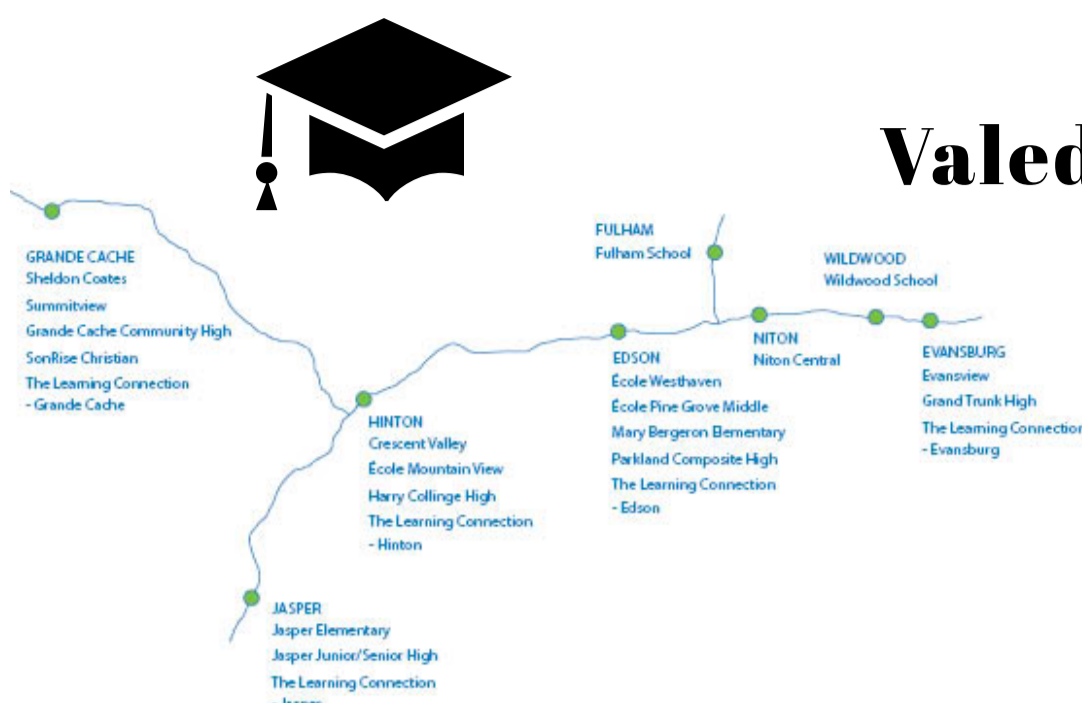 Valed
GRANDE CACHE
Sheldon Coates
Summitview
Grande Cache Community High
SonRise Christian
The Learning Connection
- Grande Cache
FULHAM
Fulham School
WILDWOOD
Wildwood School
NITON
Niton Central
EVANSBURG
Evansview
Grand Trunk High
The Learning Connection
- Evansburg
EDSON
École Westhaven
École Pine Grove Middle
Mary Bergeron Elementary
Parkland Composite High
The Learning Connection
- Edson
HINTON
Crescent Valley
École Mountain View
Harry Collinge High
The Learning Connection
- Hinton
JASPER
Jasper Elementary
Jasper Junior/Senior High
The Learning Connection
- Jasper